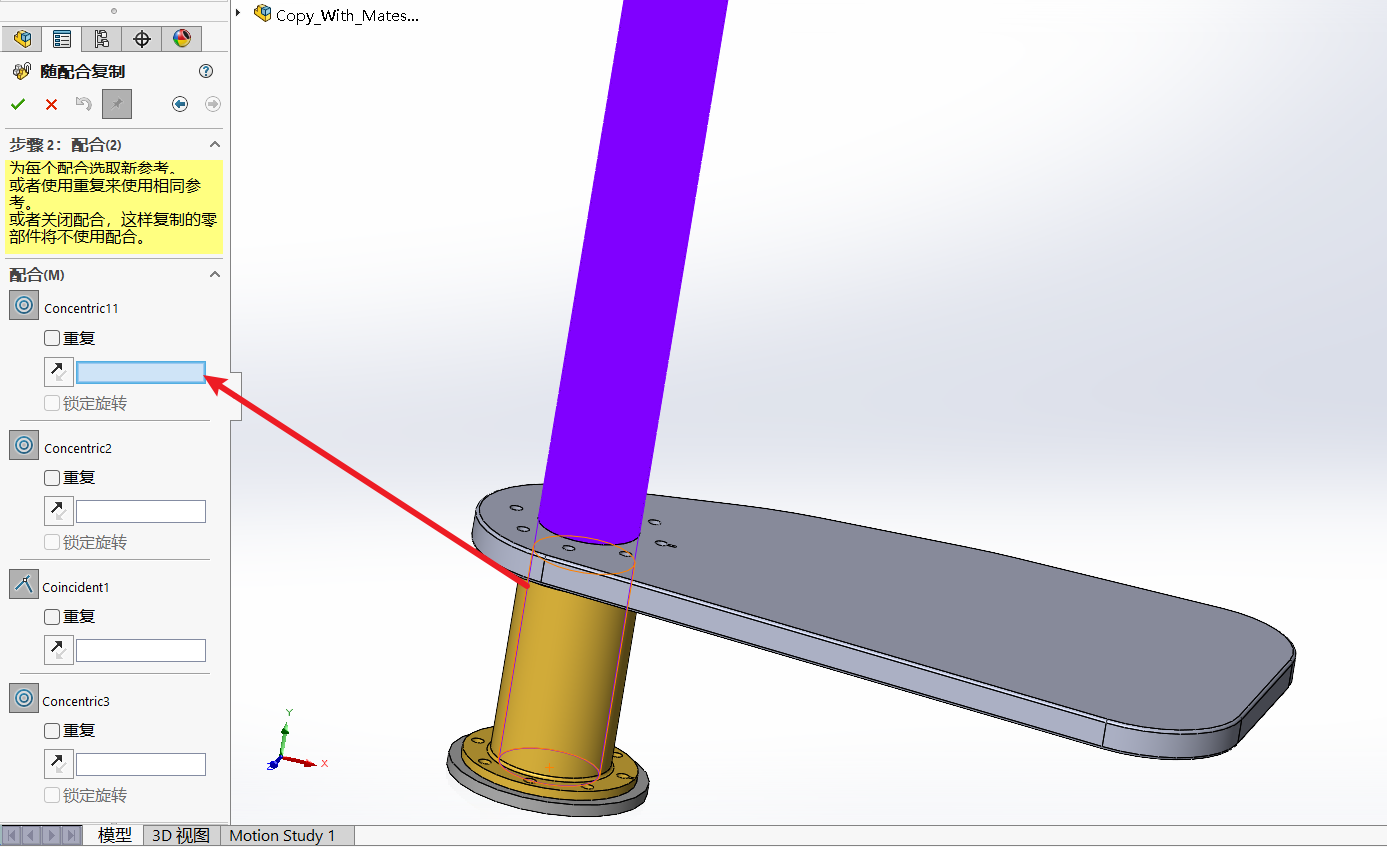 Copy_With_Mates...
随配合复制
步骤 2：配合(2)
为每个配合选取新参考。
或者使用重复来使用相同参
考。
或者关闭配合，这样复制的零
部件将不使用配合。
配合(M)
Concentric11
重复
锁定旋转
Concentric2
重复
锁定旋转
Coincident1
重复
Concentric3
重复
锁定旋转
Y
X
Z
模型
3D 视图
Motion Study 1